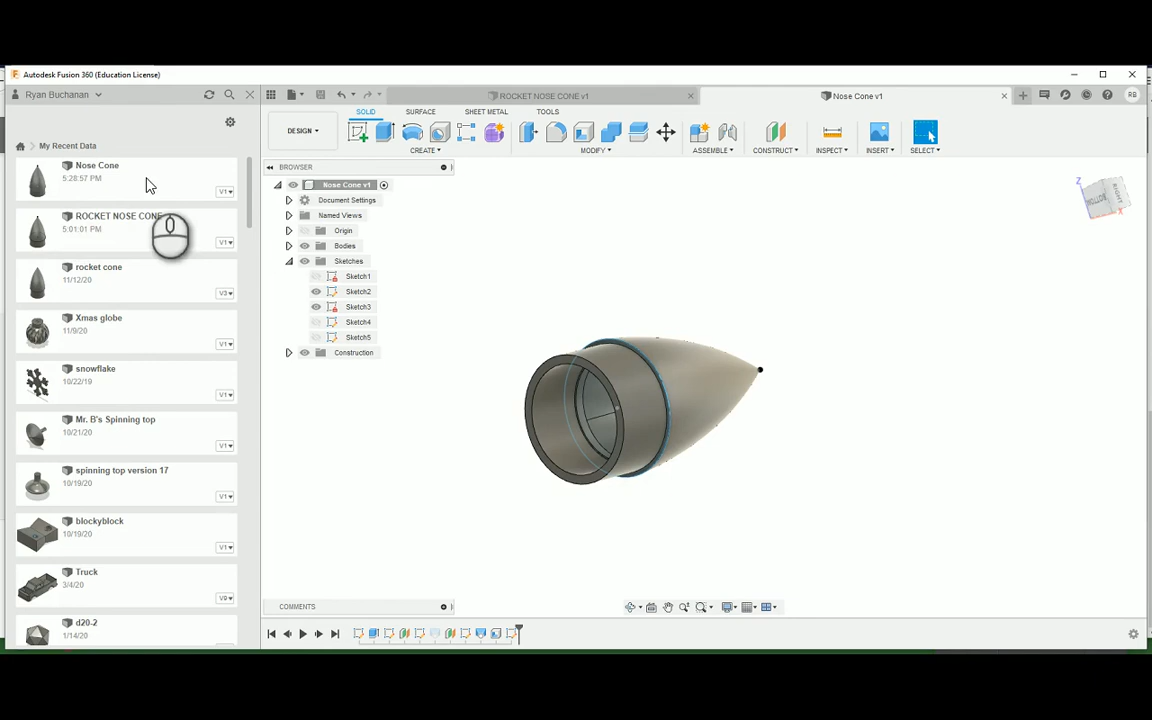 Autodesk Fusion 360 (Education License)
Ryan Buchanan
ROCKET NOSE CONE v1
Nose Cone v1
RB
SOLID
SURFACE
SHEET METAL
TOOLS
DESIGN
CREATE
MODIFY
ASSEMBLE
CONSTRUCT
INSPECT
INSERT
SELECT
My Recent Data
Nose Cone
5:28:57 PM
V1
ROCKET NOSE CONE
5:01:01 PM
V1
rocket cone
11/12/20
V3
Xmas globe
11/9/20
V1
snowflake
10/22/19
V1
Mr. B's Spinning top
10/21/20
V1
spinning top version 17
10/19/20
V1
blockyblock
10/19/20
V1
Truck
3/4/20
V9
d20-2
1/14/20
BROWSER
Nose Cone v1
Document Settings
Named Views
Origin
Bodies
Sketches
Sketch1
Sketch2
Sketch3
Sketch4
Sketch5
Construction
Z
X
BOTTOM
RIGHT
COMMENTS